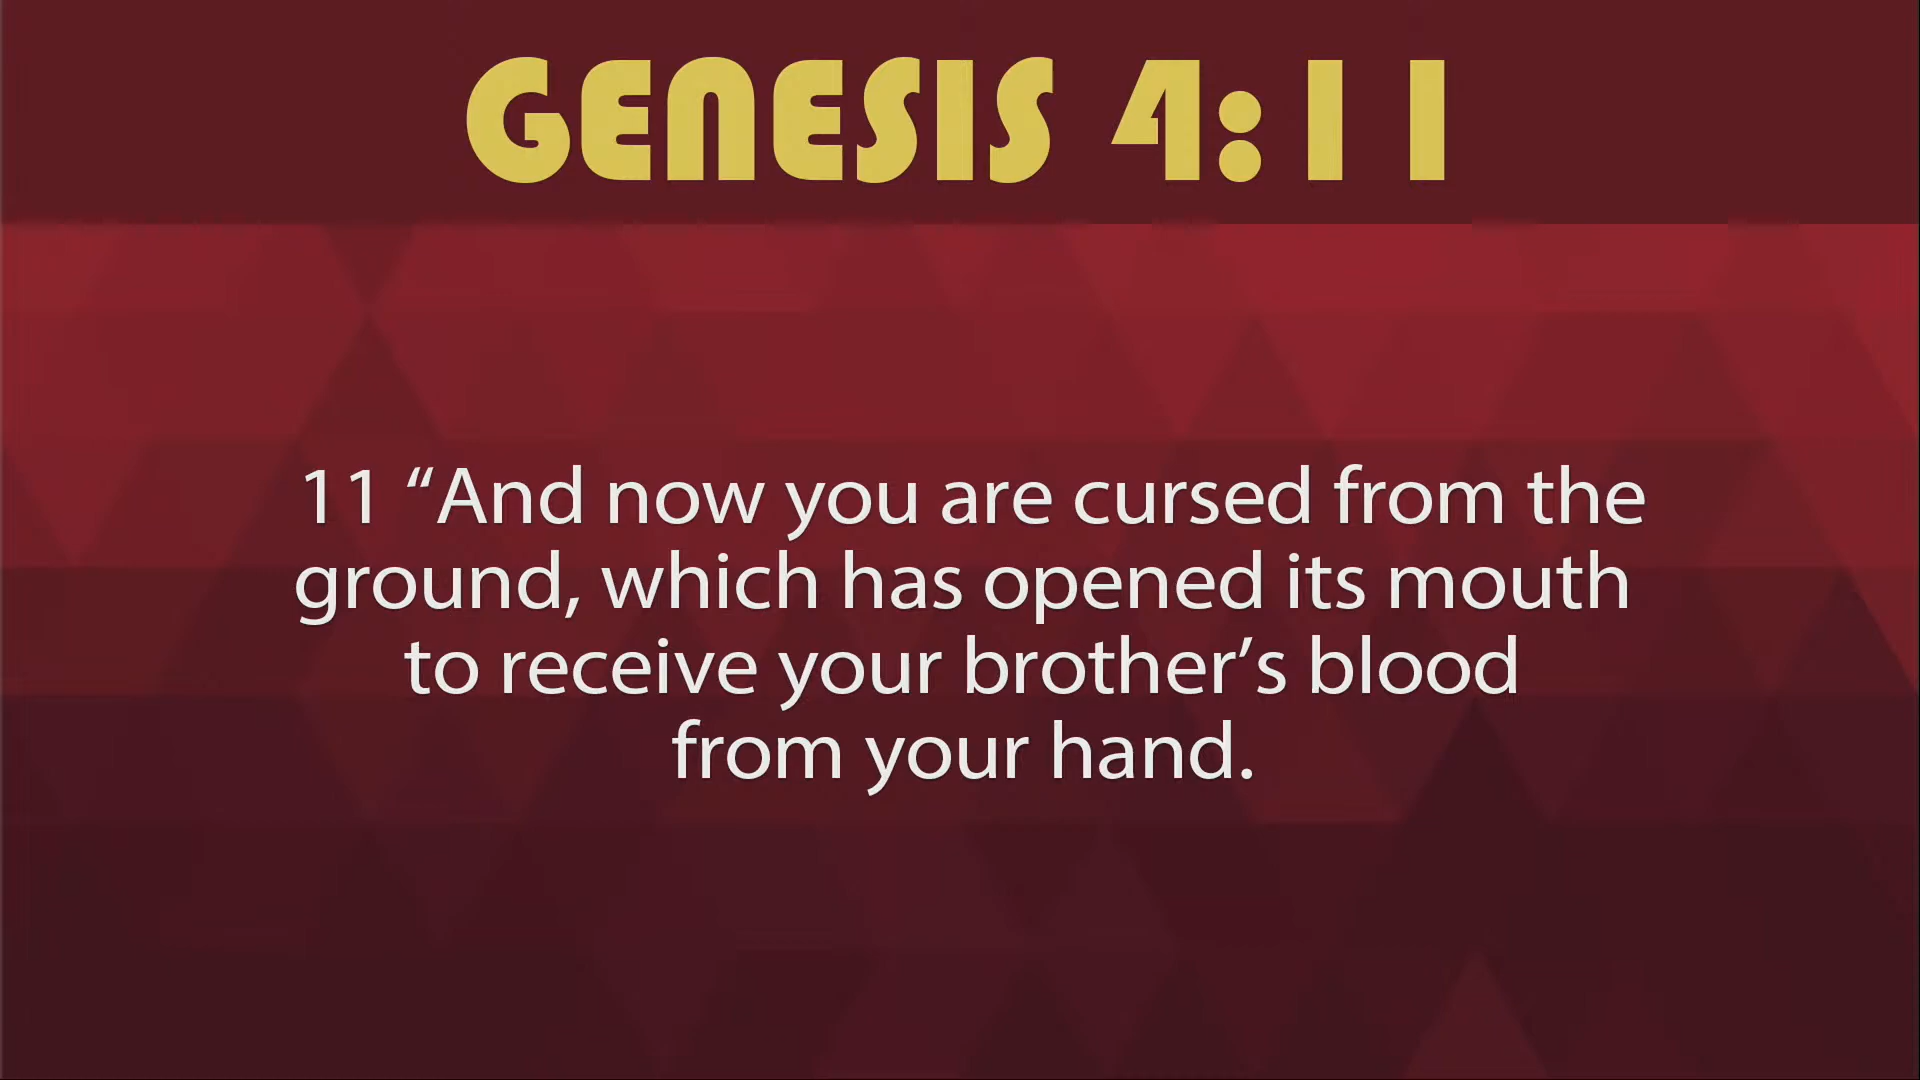 GENESIS 4:11
11 “And now you are cursed from the
ground, which has opened its mouth
to receive your brother’s blood
from your hand.